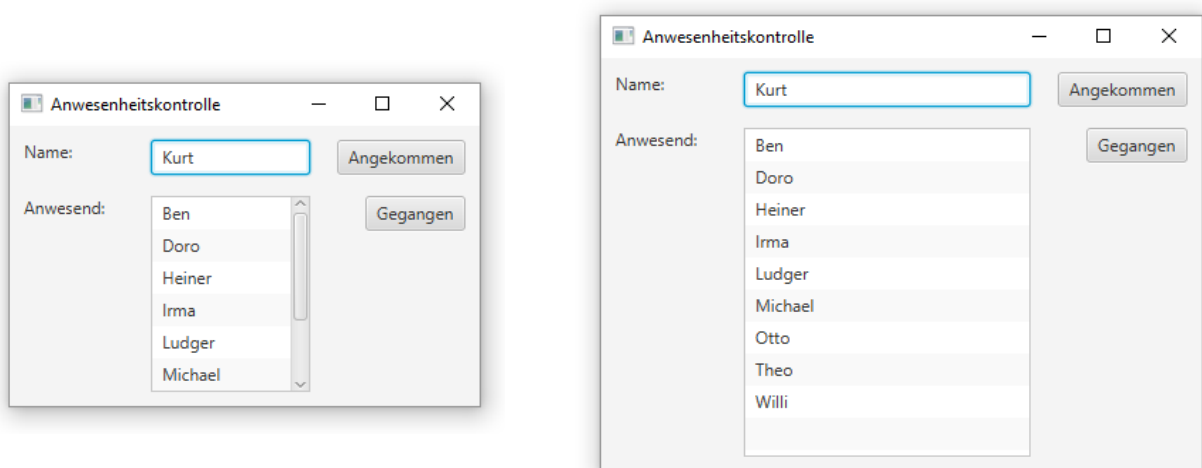 Anwesenheitskontrolle
Name:
Kurt
Angekommen
Anwesend:
Ben
Gegangen
Doro
Heiner
Irma
Ludger
Michael
Anwesenheitskontrolle
Name:
Kurt
Angekommen
Anwesend:
Ben
Gegangen
Doro
Heiner
Irma
Ludger
Michael
Otto
Theo
Willi